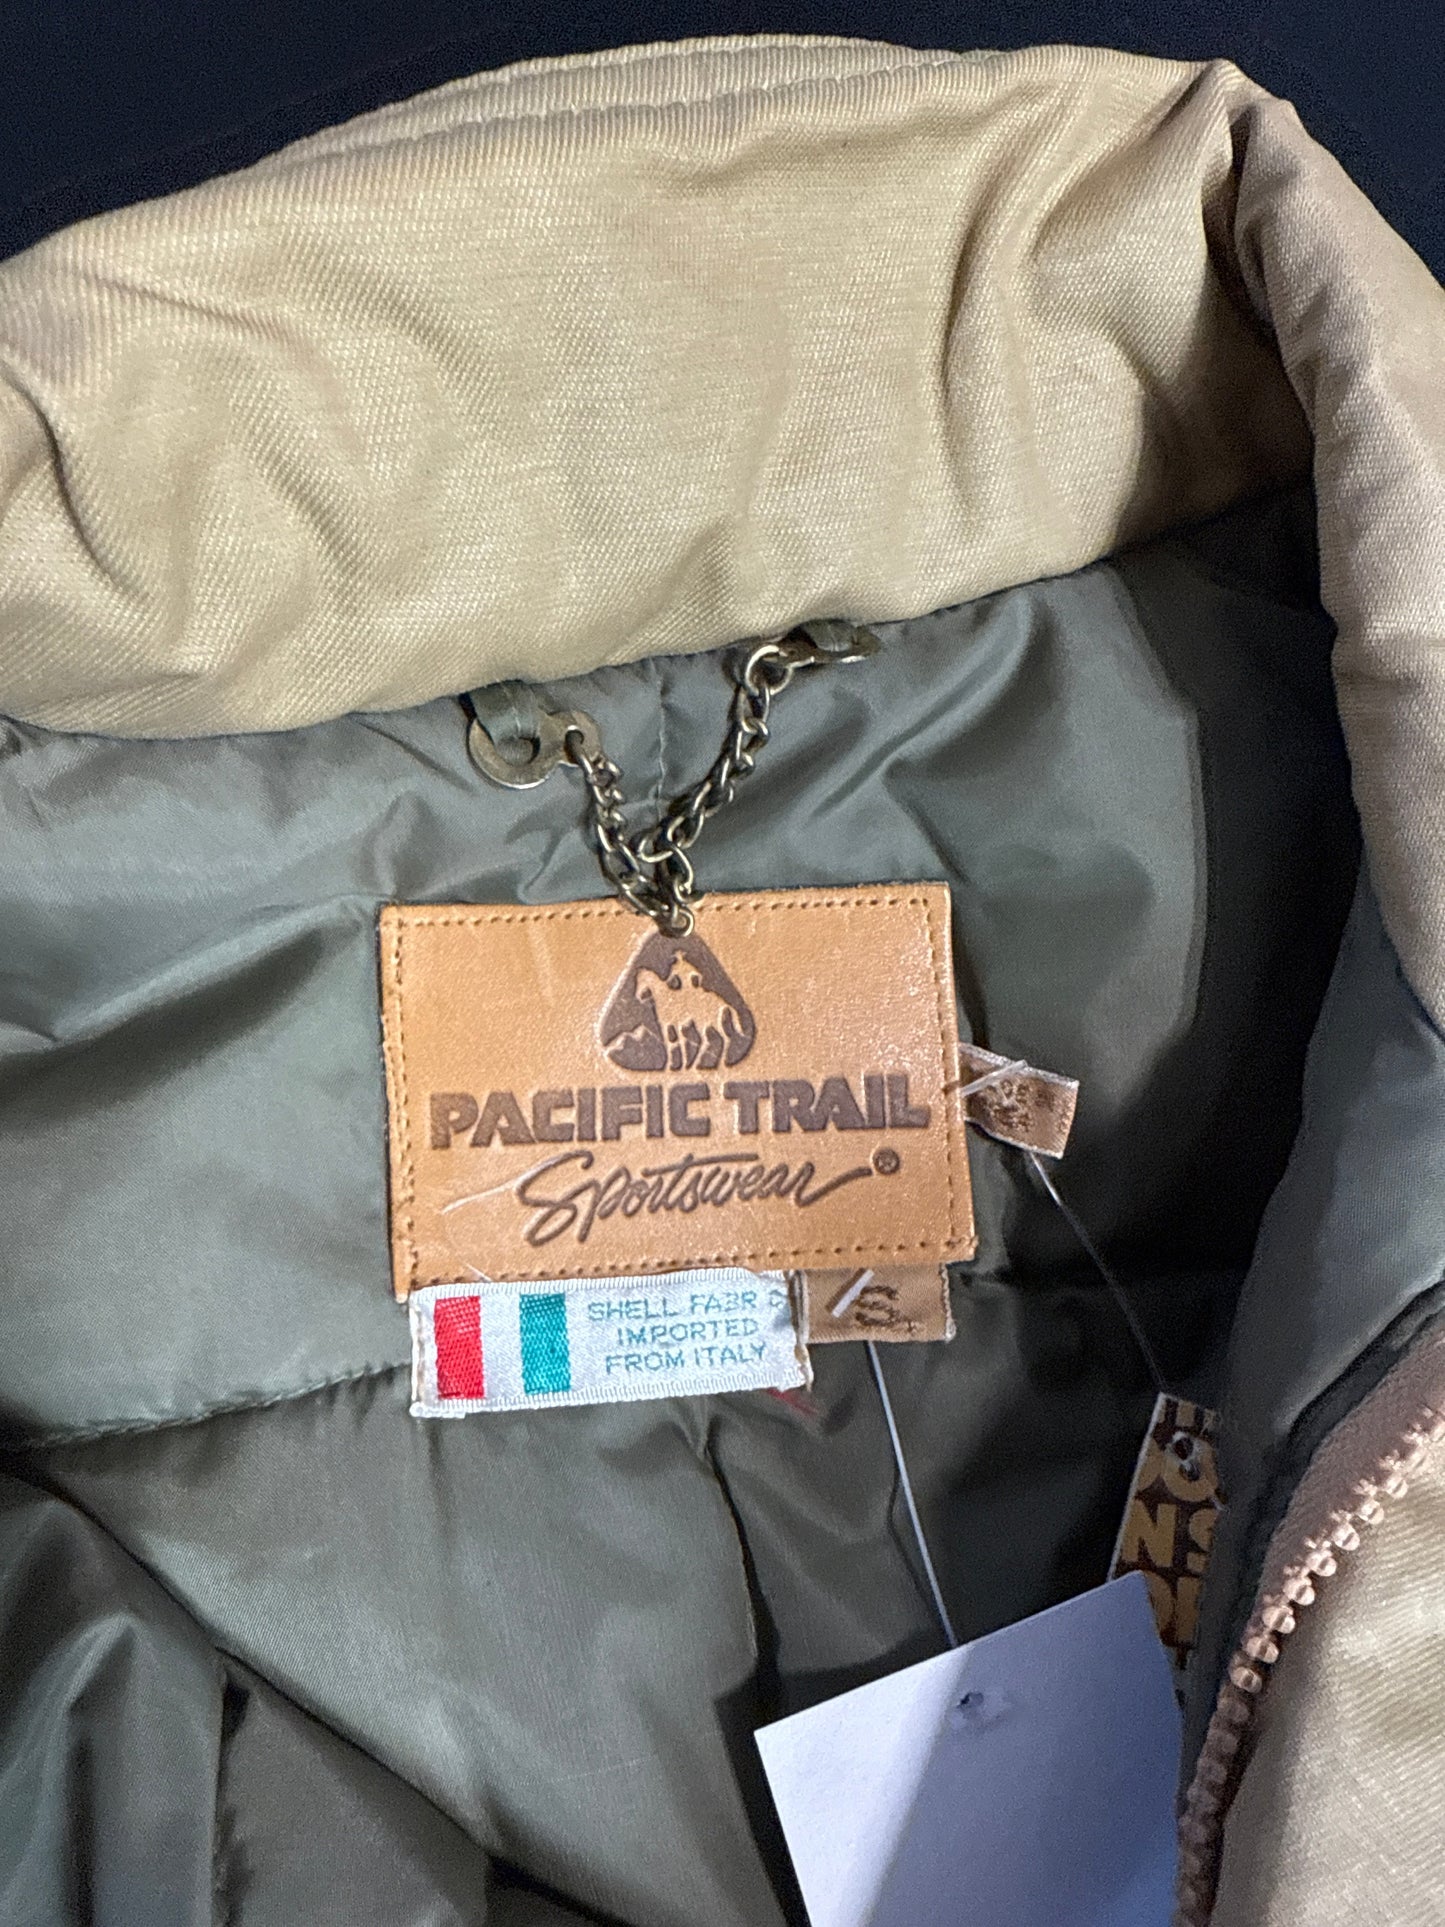 PACIFIC TRAIL
Sportswear ®
SHELL FABR
IMPORTED
FROM ITALY
S